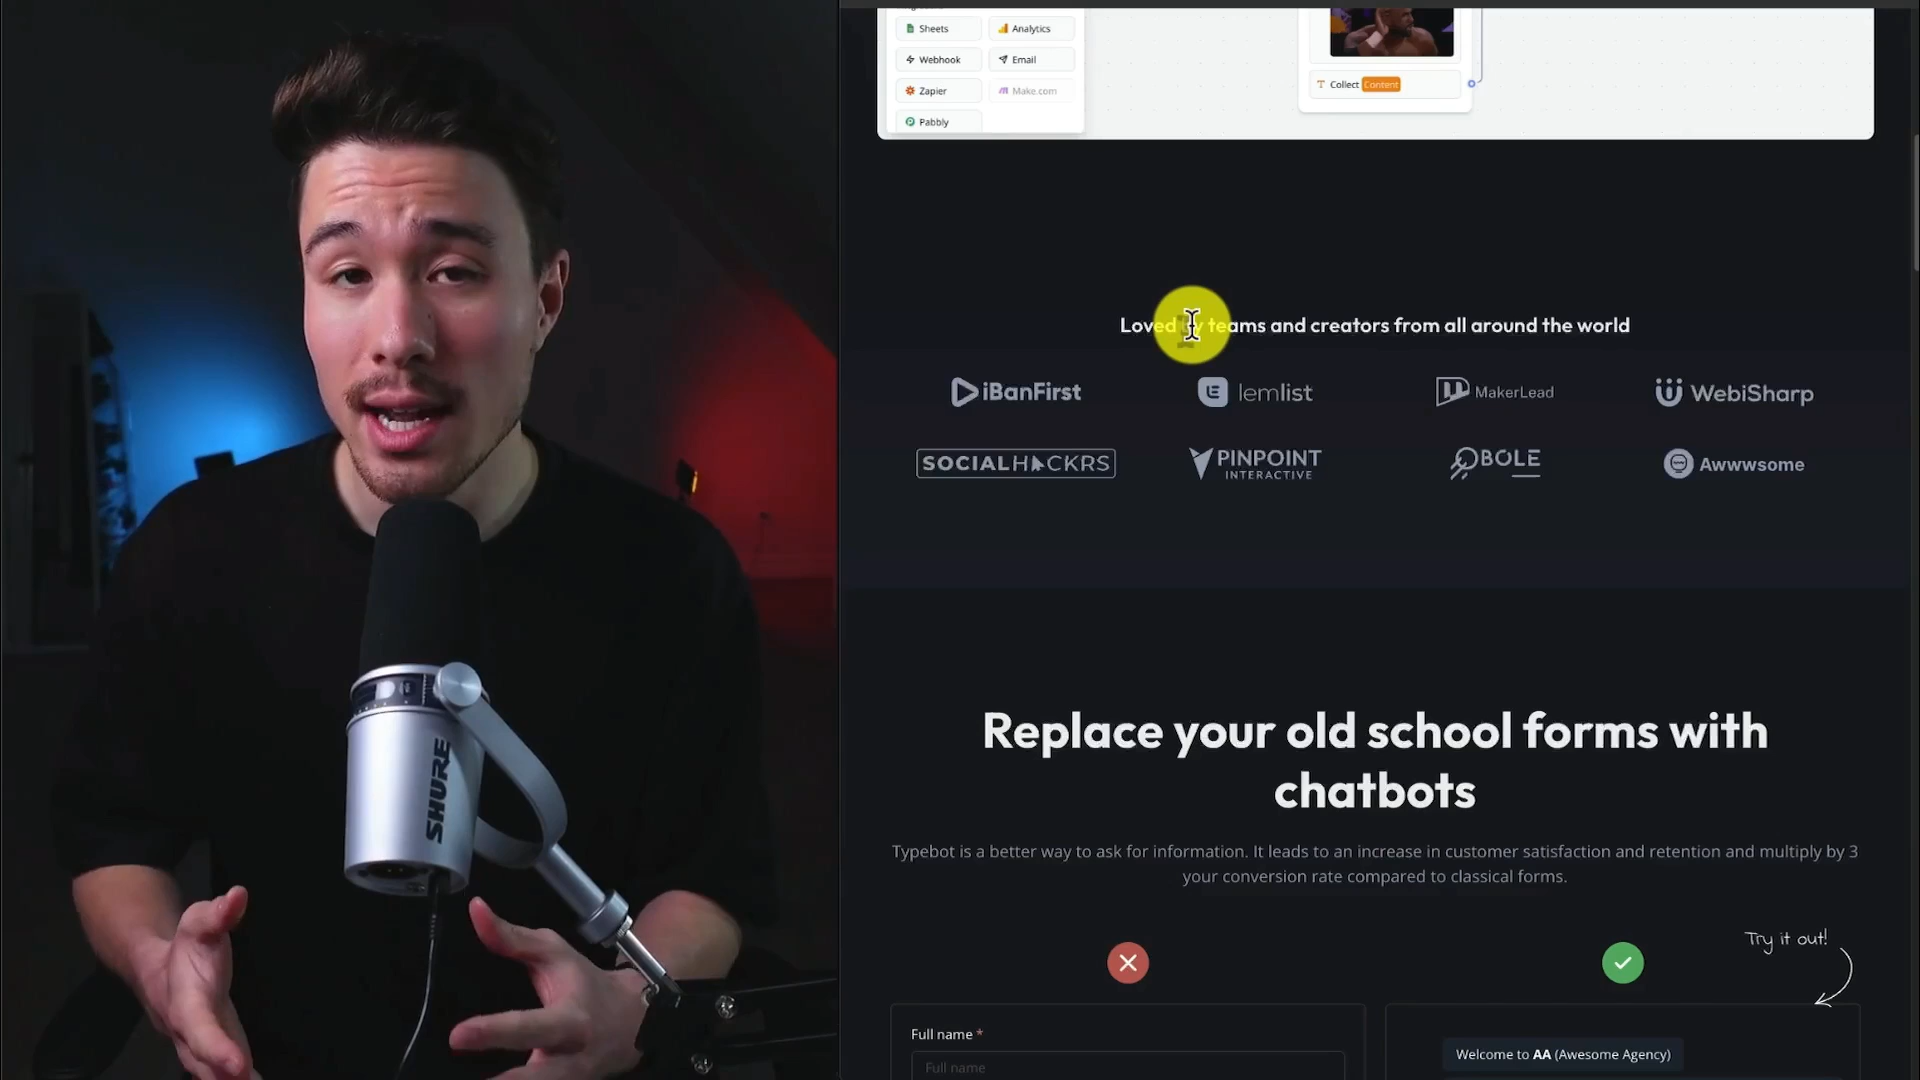 Sheets
Analytics
Webhook
Email
Zapier
Make.com
Pabbly
Collect Content
Loved by teams and creators from all around the world
iBanFirst
lemlist
MakerLead
WebiSharp
SOCIALHACKRS
PINPOINT
INTERACTIVE
BOLE
Awwwsome
Replace your old school forms with
chatbots
Typebot is a better way to ask for information. It leads to an increase in customer satisfaction and retention and multiply by 3
your conversion rate compared to classical forms.
Try it out!
Full name *
Full name
Welcome to AA (Awesome Agency)
SHURE